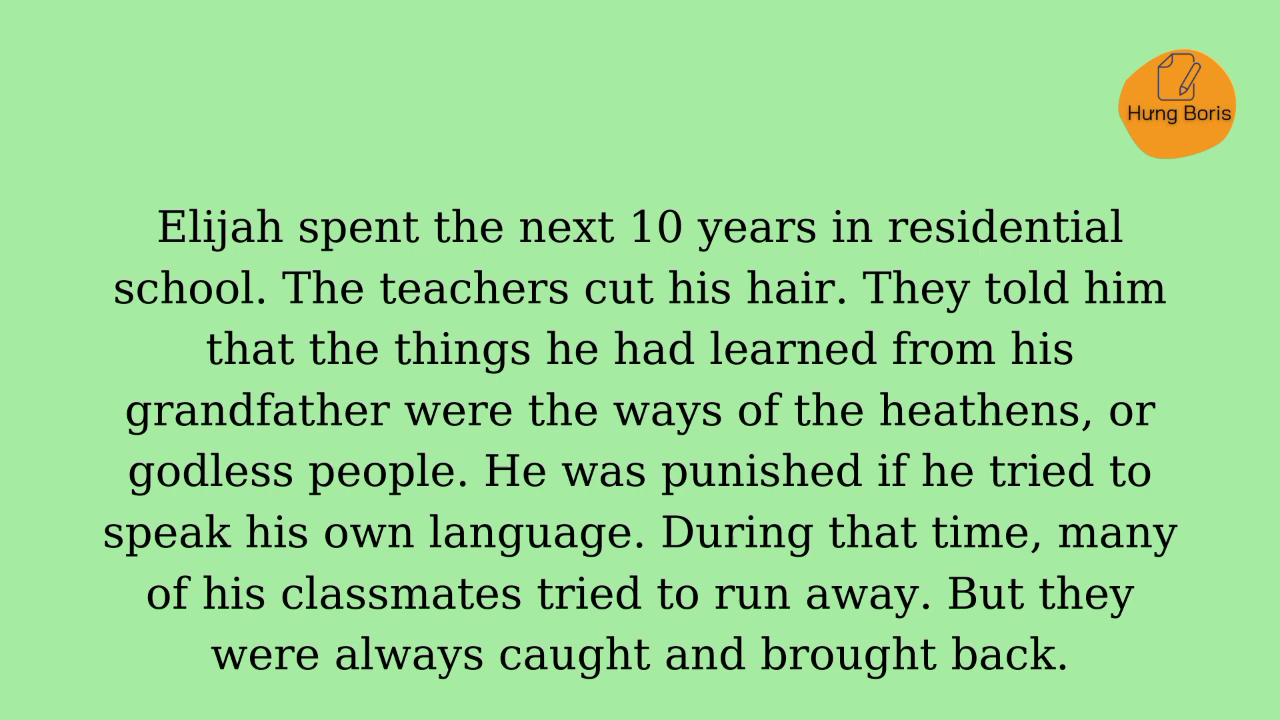 Hưng Boris
Elijah spent the next 10 years in residential
school. The teachers cut his hair. They told him
that the things he had learned from his
grandfather were the ways of the heathens, or
godless people. He was punished if he tried to
speak his own language. During that time, many
of his classmates tried to run away. But they
were always caught and brought back.